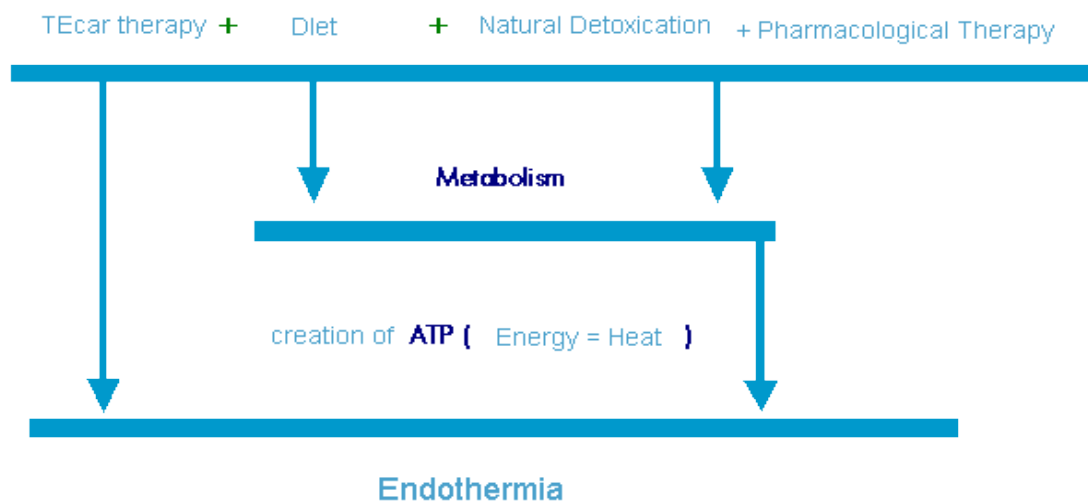 TEcar therapy + DIet + Natural Detoxication + Pharmacological Therapy
Metabolism
creation of ATP ( Energy = Heat )
Endothermia